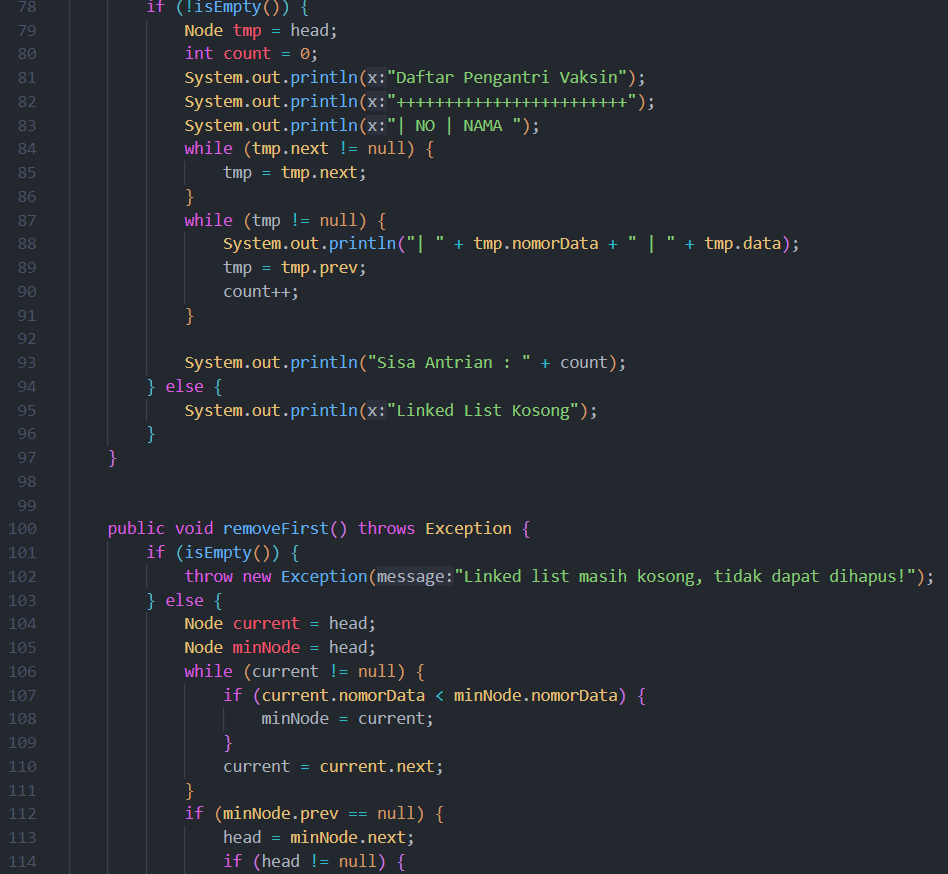 78 if (!isEmpty()) {
79 Node tmp = head;
80 int count = 0;
81 System.out.println(x:"Daftar Pengantri Vaksin");
82 System.out.println(x:"++++++++++++++++++++++++");
83 System.out.println(x:"| NO | NAMA ");
84 while (tmp.next != null) {
85 tmp = tmp.next;
86 }
87 while (tmp != null) {
88 System.out.println("| " + tmp.nomorData + " | " + tmp.data);
89 tmp = tmp.prev;
90 count++;
91 }
92
93 System.out.println("Sisa Antrian : " + count);
94 } else {
95 System.out.println(x:"Linked List Kosong");
96 }
97 }
98
99
100 public void removeFirst() throws Exception {
101 if (isEmpty()) {
102 throw new Exception(message:"Linked list masih kosong, tidak dapat dihapus!");
103 } else {
104 Node current = head;
105 Node minNode = head;
106 while (current != null) {
107 if (current.nomorData < minNode.nomorData) {
108 minNode = current;
109 }
110 current = current.next;
111 }
112 if (minNode.prev == null) {
113 head = minNode.next;
114 if (head != null) {